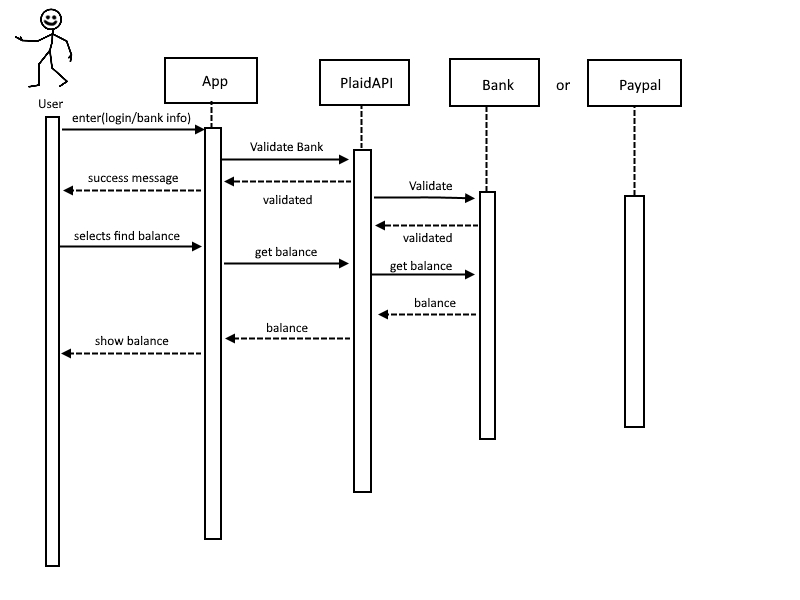 App
PlaidAPI
Bank
or
Paypal
User
enter(login/bank info)
Validate Bank
success message
validated
Validate
selects find balance
validated
get balance
get balance
balance
balance
show balance